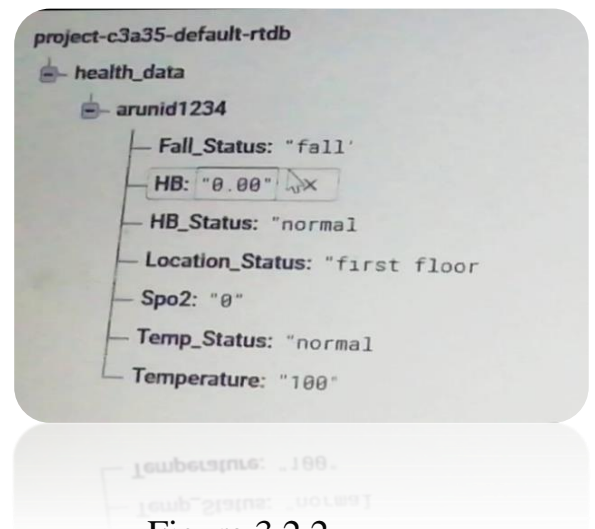 project-c3a35-default-rtdb
health_data
arunid1234
Fall_Status: "fall'
HB: "0.00" ×
HB_Status: "normal
Location_Status: "first floor
Spo2: "0"
Temp_Status: "normal
Temperature: "100"
Figure 3.2.2